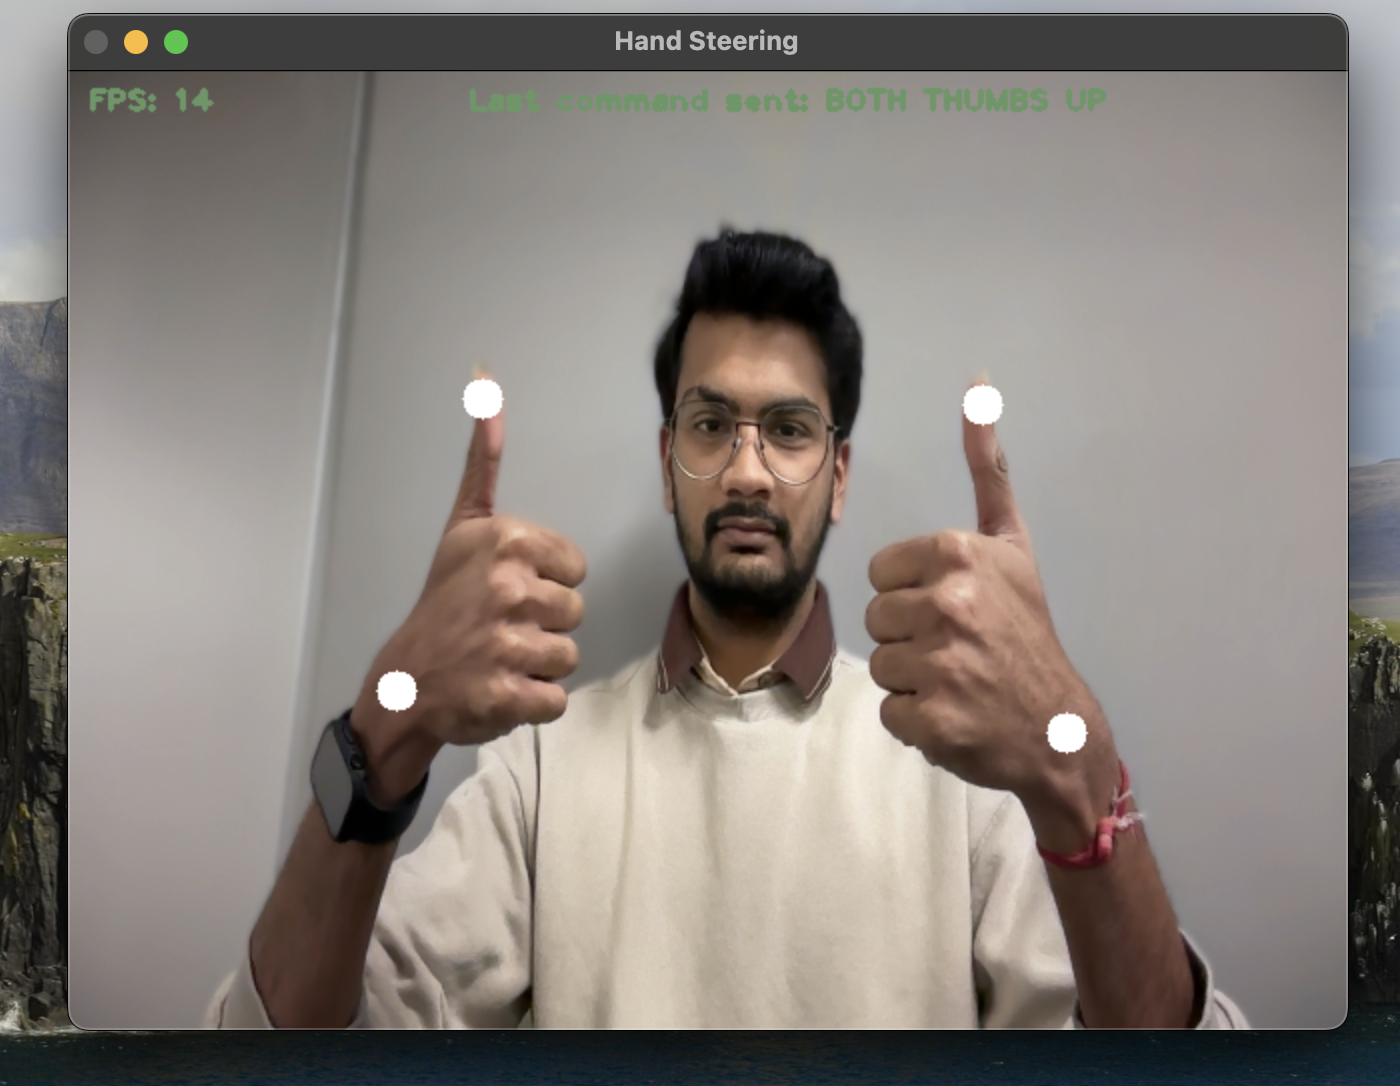 Hand Steering
FPS: 14
Last command sent: BOTH THUMBS UP